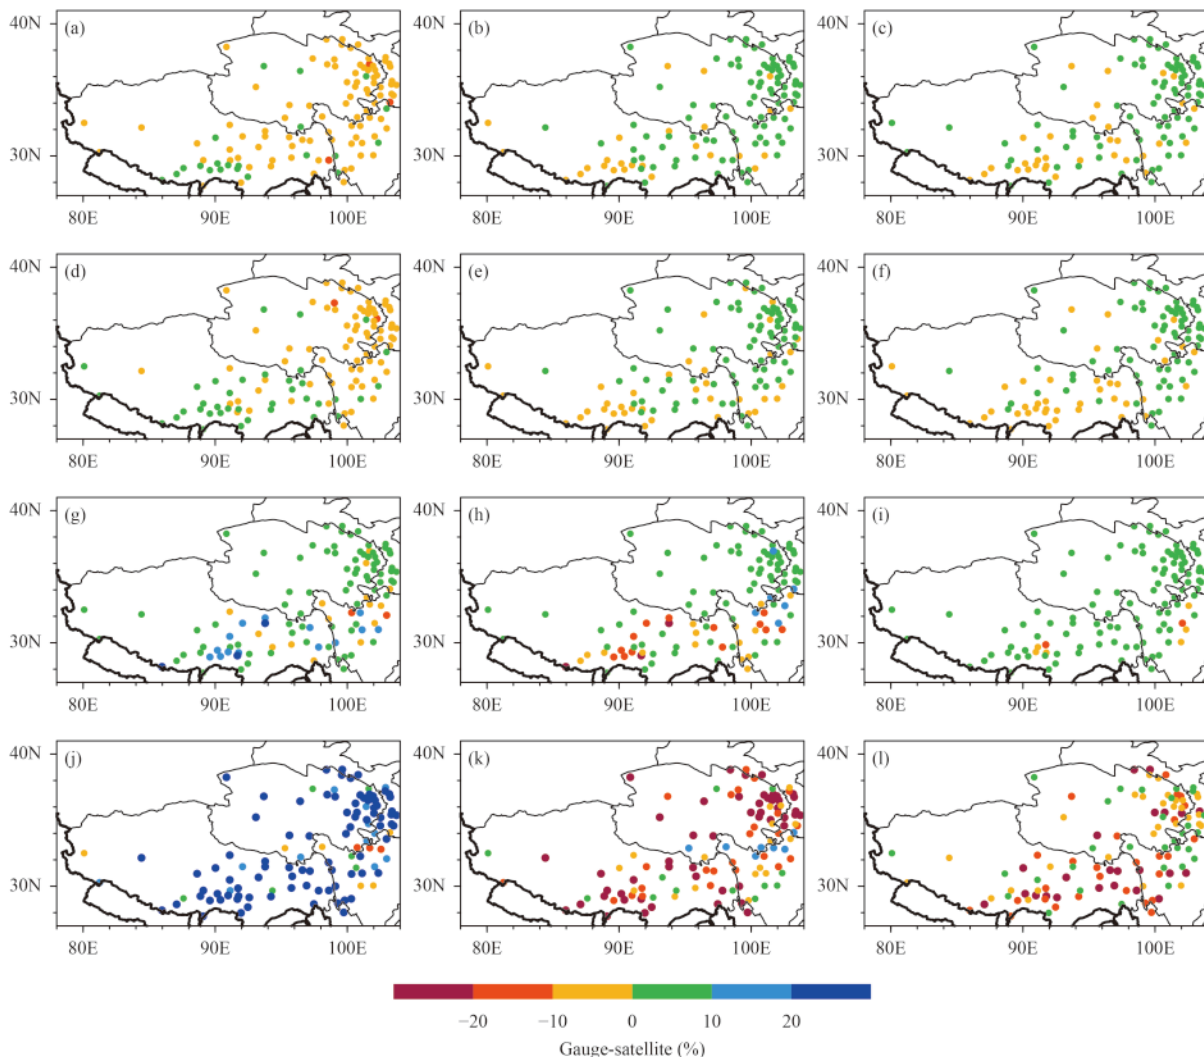 40N (a) (b) 40N (c) 40N
30N 30N 30N
80E 90E 100E 80E 90E 100E 80E 90E 100E
40N (d) (e) 40N (f) 40N
30N 30N 30N
80E 90E 100E 80E 90E 100E 80E 90E 100E
40N (g) (h) 40N (i) 40N
30N 30N 30N
80E 90E 100E 80E 90E 100E 80E 90E 100E
40N (j) (k) 40N (l) 40N
30N 30N 30N
80E 90E 100E 80E 90E 100E 80E 90E 100E
−20 −10 0 10 20
Gauge-satellite (%)